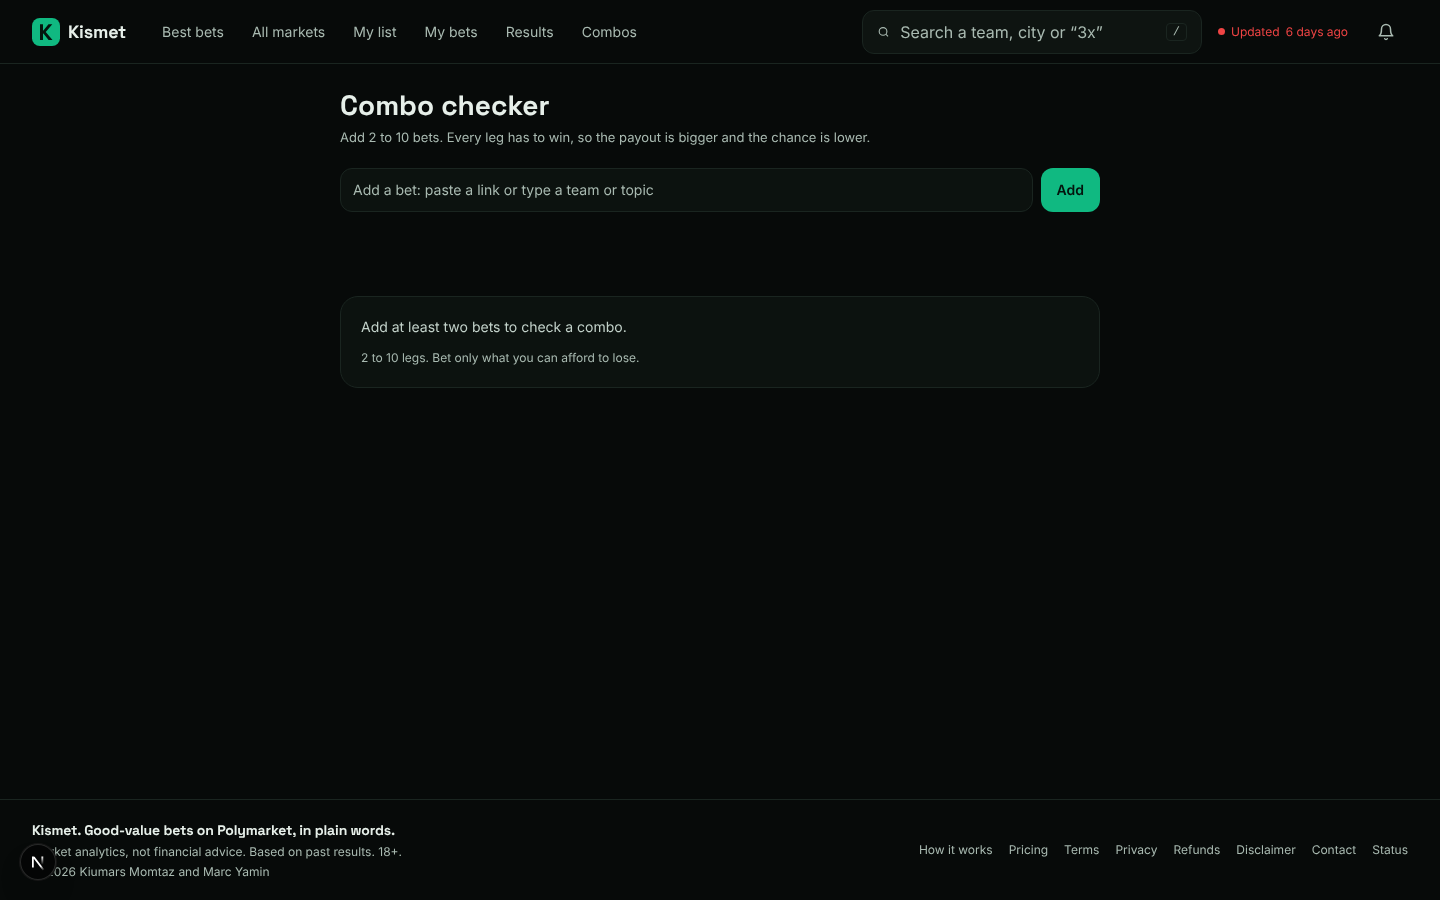 K Kismet Best bets All markets My list My bets Results Combos Search a team, city or “3x” / Updated 6 days ago
Combo checker
Add 2 to 10 bets. Every leg has to win, so the payout is bigger and the chance is lower.
Add a bet: paste a link or type a team or topic Add
Add at least two bets to check a combo.
2 to 10 legs. Bet only what you can afford to lose.
Kismet. Good-value bets on Polymarket, in plain words.
ket analytics, not financial advice. Based on past results. 18+.
How it works Pricing Terms Privacy Refunds Disclaimer Contact Status
N
2026 Kiumars Momtaz and Marc Yamin